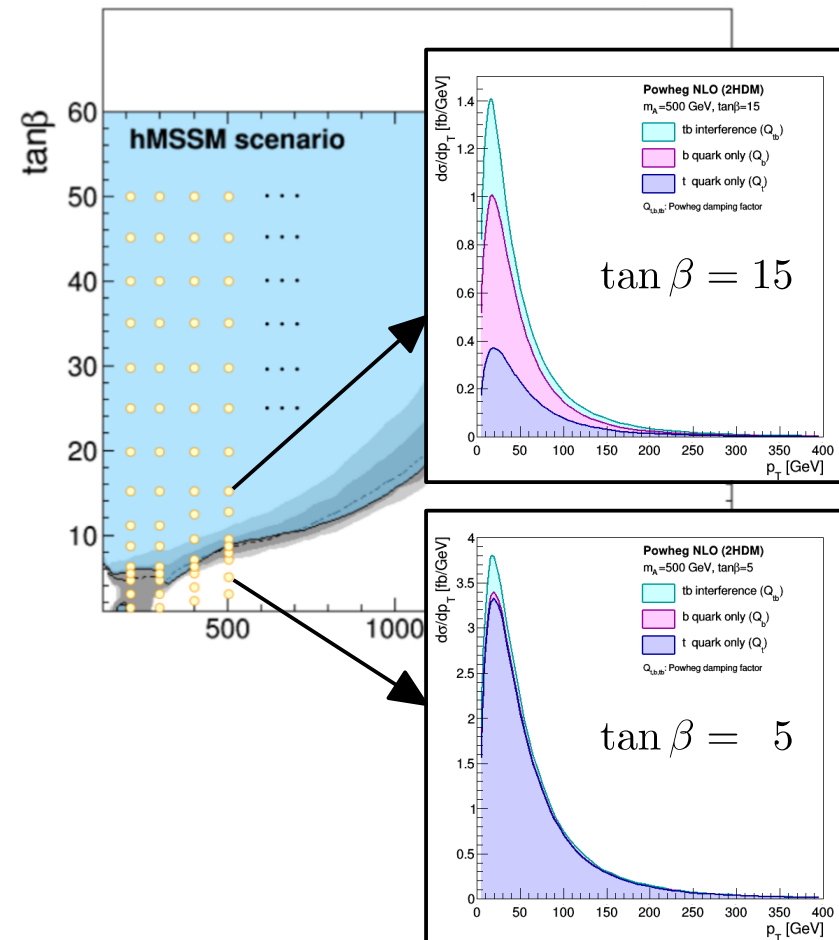 tanβ
60
50
40
30
20
10
hMSSM scenario
500
1000
dσ/dp_T [fb/GeV]
1.4
1.2
1
0.8
0.6
0.4
0.2
0
Powheg NLO (2HDM)
m_A=500 GeV, tanβ=15
tb interference (Q_tb)
b quark only (Q_b)
t quark only (Q_t)
Q_t,b,tb: Powheg damping factor
tan β = 15
0 50 100 150 200 250 300 350 400
p_T [GeV]
dσ/dp_T [fb/GeV]
4
3.5
3
2.5
2
1.5
1
0.5
0
Powheg NLO (2HDM)
m_A=500 GeV, tanβ=5
tb interference (Q_tb)
b quark only (Q_b)
t quark only (Q_t)
Q_t,b,tb: Powheg damping factor
tan β = 5
0 50 100 150 200 250 300 350 400
p_T [GeV]